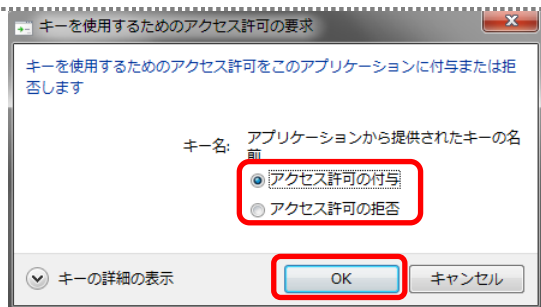 キーを使用するためのアクセス許可の要求
キーを使用するためのアクセス許可をこのアプリケーションに付与または拒
否します
キー名: アプリケーションから提供されたキーの名
前
アクセス許可の付与
アクセス許可の拒否
キーの詳細の表示 OK キャンセル